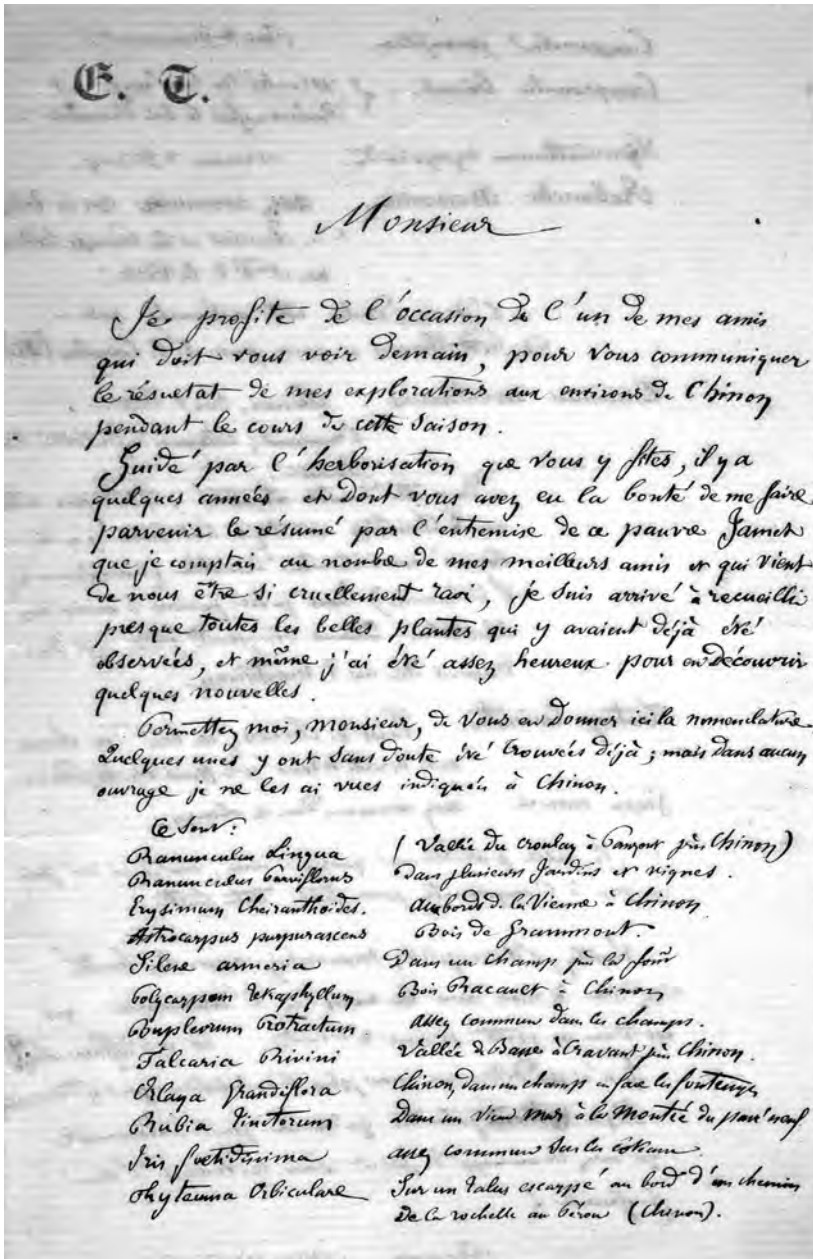 E. T.
Monsieur
Je profite de l'occasion de l'un de mes amis
qui doit vous voir demain, pour vous communiquer
le résultat de mes explorations aux environs de Chinon
pendant le cours de cette saison.
Guidé par l'herborisation que vous y fîtes, il y a
quelques années et dont vous avez eu la bonté de me faire
parvenir le résumé par l'entremise de ce pauvre Jamet
que je comptais au nombre de mes meilleurs amis et qui vient
de nous être si cruellement ravi, je suis arrivé à recueillir
presque toutes les belles plantes qui y avaient déjà été
observées, et même j'ai été assez heureux pour en découvrir
quelques nouvelles.
Permettez moi, monsieur, de vous en donner ici la nomenclature.
Quelques unes y ont sans doute été trouvées déjà ; mais dans aucun
ouvrage je ne les ai vues indiquées à Chinon.
Ce sont :
Ranunculus Lingua (Vallée du croulay à Panzoult près Chinon)
Ranunculus Parviflorus Dans plusieurs Jardins et vignes.
Erysimum Cheiranthoides. Aux bords de la Vienne à Chinon
Astrocarpus purpurascens Bois de Grammont.
Silene armeria Dans un champ près la
Polycarpom tetraphyllum Bois à Chinon
Buplevrum Protractum. assez commun dans les champs.
Falcaria Rivini Vallée de Basse à Cravant près Chinon.
Orlaya Grandiflora Chinon, dans un champ en face les fontenys
Rubia Tinctorum Dans un vieux mur à la Montée du pavé neuf
Iris foetidissima assez commun sur les côteaux.
Phyteuma Orbiculare Sur un talus escarpé au bord d'un chemin
De la rochelle au Pérou (Chinon).